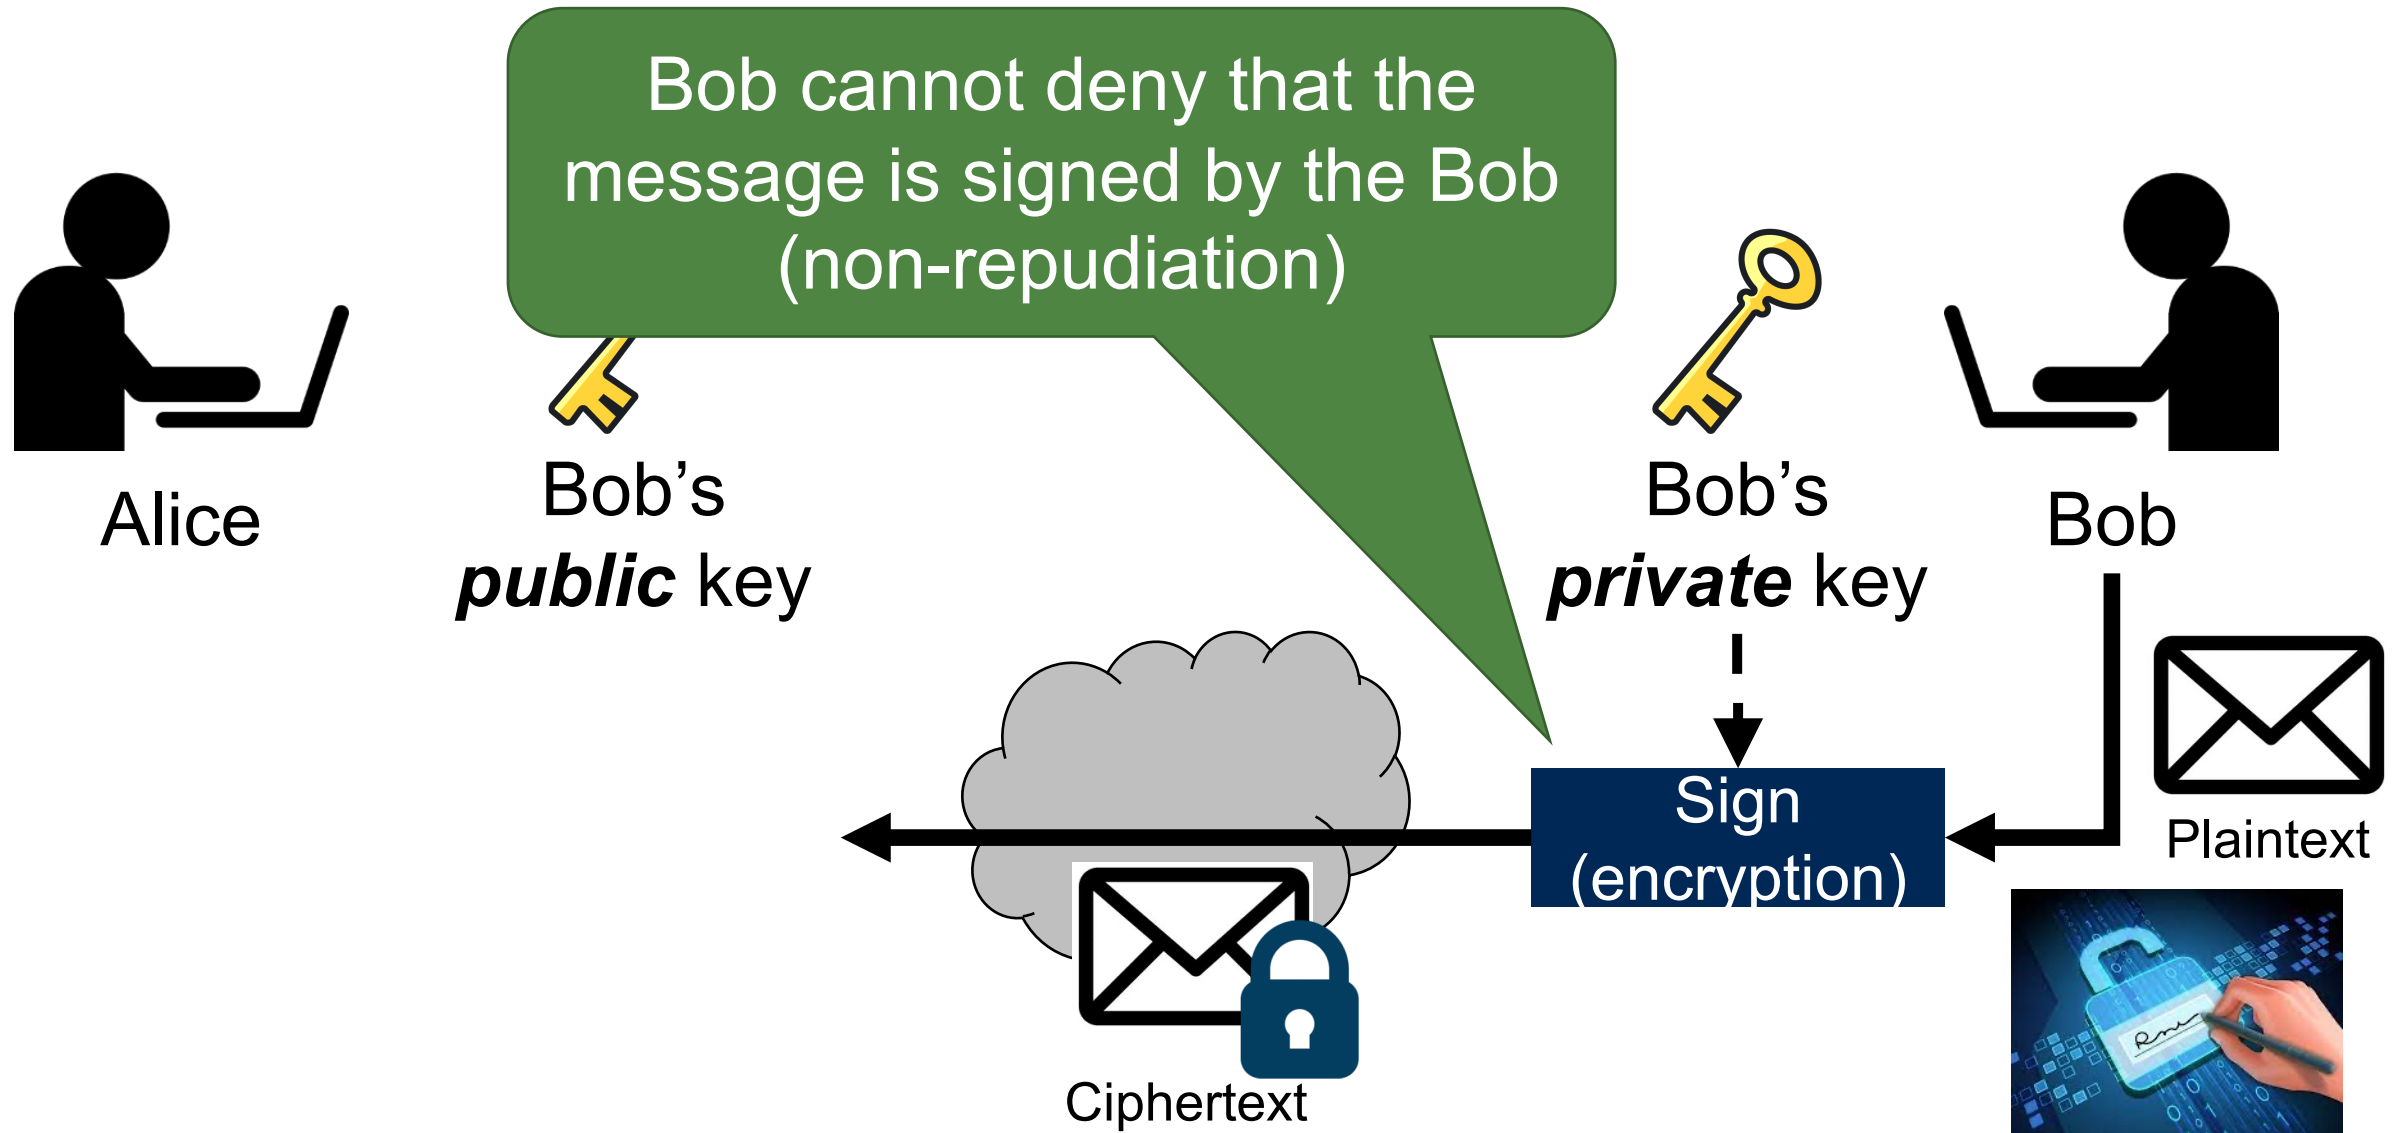 Bob cannot deny that the
message is signed by the Bob
(non-repudiation)
Alice
Bob’s
public key
Bob’s
private key
Bob
Plaintext
Sign
(encryption)
Ciphertext